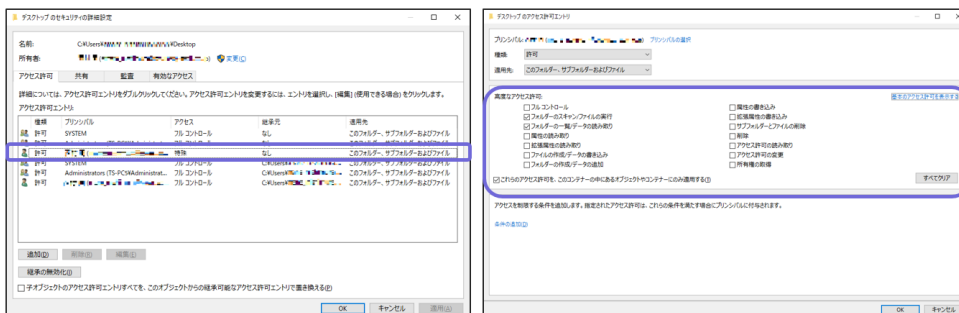 デスクトップ のセキュリティの詳細設定
名前:
C:¥Users¥
¥Desktop
所有者:
変更(C)
アクセス許可
共有
監査
有効なアクセス
詳細については、アクセス許可エントリをダブルクリックしてください。アクセス許可エントリを変更するには、エントリを選択し、[編集] (使用できる場合) をクリックします。
アクセス許可エントリ:
種類 プリンシパル アクセス 継承元 適用先
許可 SYSTEM フル コントロール なし このフォルダー、サブフォルダーおよびファイル
許可 特殊 なし このフォルダー、サブフォルダーおよびファイル
許可 SYSTEM フル コントロール C:¥Users¥ このフォルダー、サブフォルダーおよびファイル
許可 Administrators (TS-PC5¥Administrat... フル コントロール C:¥Users¥ このフォルダー、サブフォルダーおよびファイル
許可 フル コントロール C:¥Users¥ このフォルダー、サブフォルダーおよびファイル
追加(D)
削除(R)
編集(E)
継承の無効化(I)
子オブジェクトのアクセス許可エントリすべてを、このオブジェクトからの継承可能なアクセス許可エントリで置き換える(P)
OK
キャンセル
適用(A)
デスクトップ のアクセス許可エントリ
プリンシパル:
プリンシパルの選択
種類:
許可
適用先:
このフォルダー、サブフォルダーおよびファイル
高度なアクセス許可:
基本のアクセス許可を表示する
フル コントロール
フォルダーのスキャン/ファイルの実行
フォルダーの一覧/データの読み取り
属性の読み取り
拡張属性の読み取り
ファイルの作成/データの書き込み
フォルダーの作成/データの追加
属性の書き込み
拡張属性の書き込み
サブフォルダーとファイルの削除
削除
アクセス許可の読み取り
アクセス許可の変更
所有権の取得
これらのアクセス許可を、このコンテナーの中にあるオブジェクトやコンテナーにのみ適用する(T)
すべてクリア
アクセスを制限する条件を追加します。指定されたアクセス許可は、これらの条件を満たす場合にプリンシパルに付与されます。
条件の追加(D)
OK
キャンセル